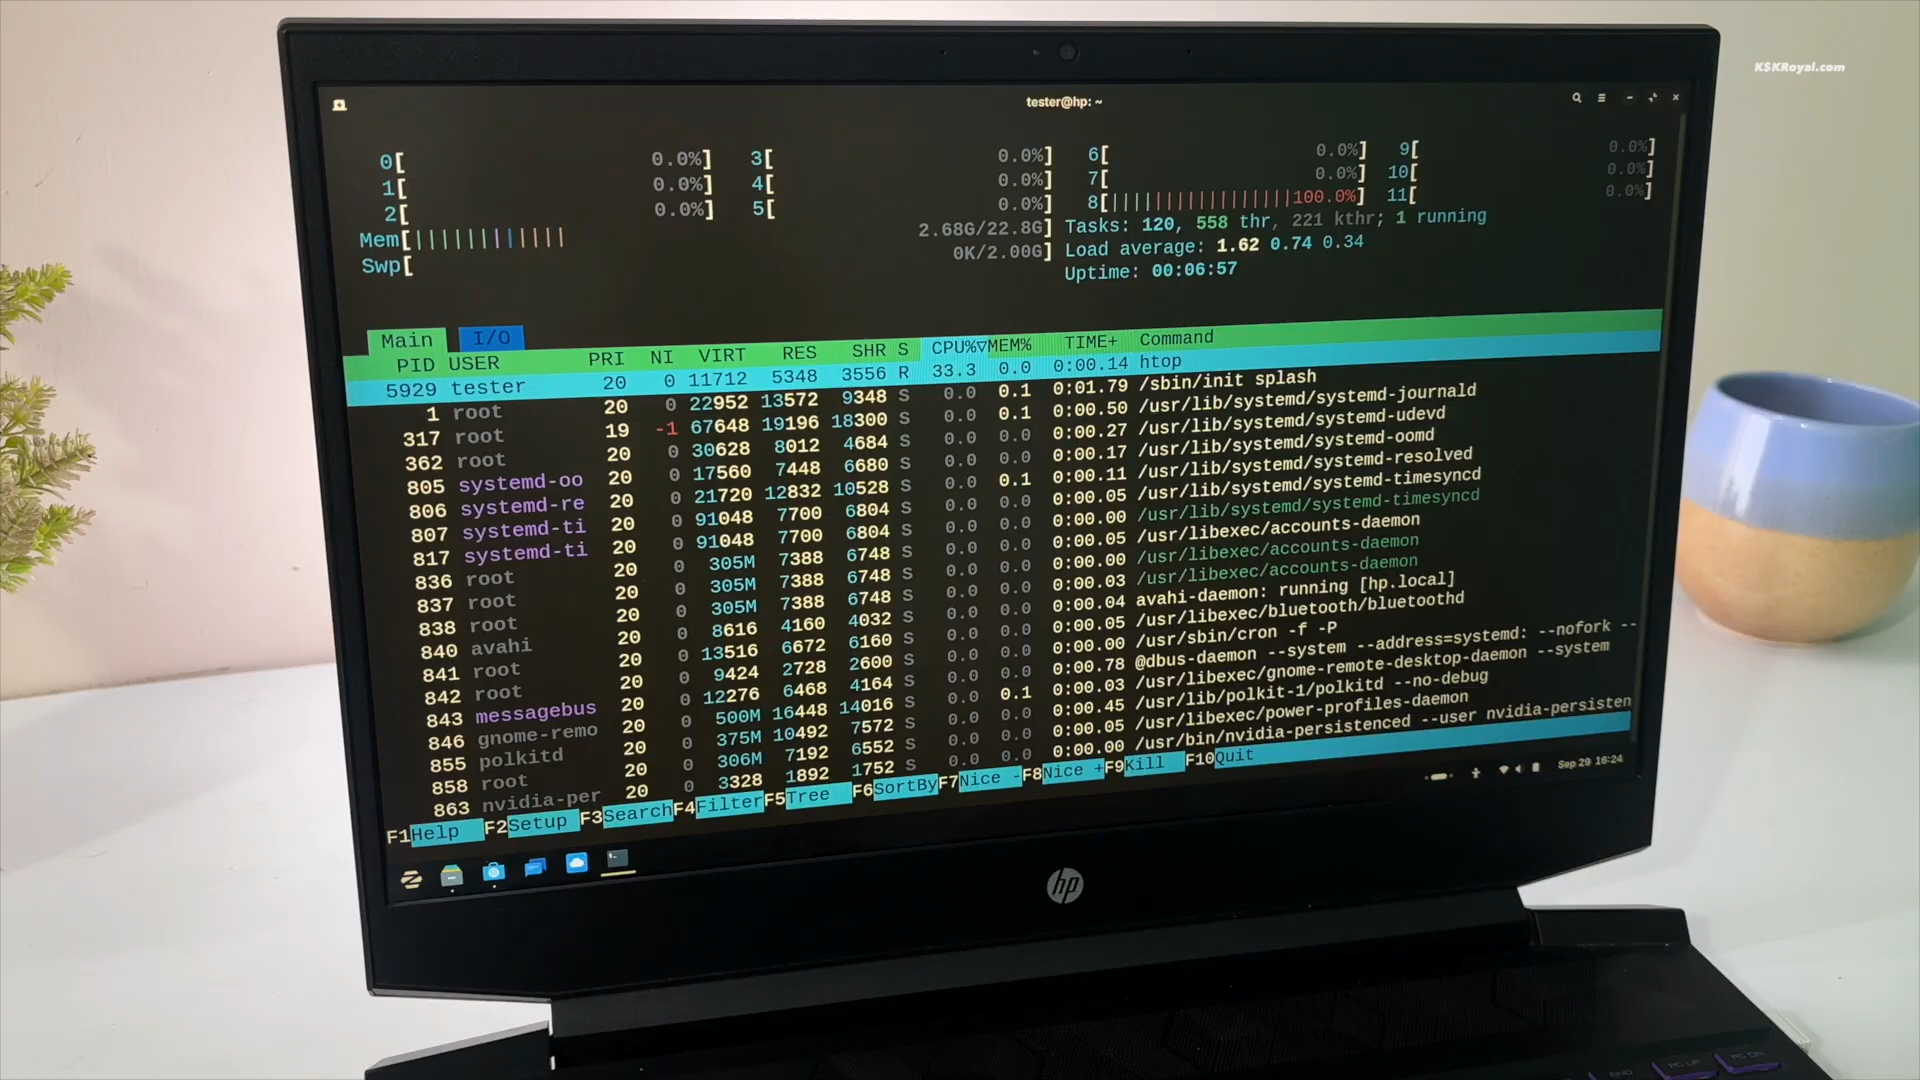 KSKRoyal.com
tester@hp: ~
0[ 0.0%] 3[ 0.0%] 6[ 0.0%] 9[ 0.0%]
1[ 0.0%] 4[ 0.0%] 7[ 0.0%] 10[ 0.0%]
2[ 0.0%] 5[ 0.0%] 8[||||||||||||||||||100.0%] 11[ 0.0%]
Mem[||||||||||||| 2.68G/22.8G] Tasks: 120, 558 thr, 221 kthr; 1 running
Swp[ 0K/2.00G] Load average: 1.62 0.74 0.34
Uptime: 00:06:57
Main I/O
PID USER PRI NI VIRT RES SHR S CPU%▽MEM% TIME+ Command
5929 tester 20 0 11712 5348 3556 R 33.3 0.0 0:00.14 htop
1 root 20 0 22952 13572 9348 S 0.0 0.1 0:01.79 /sbin/init splash
317 root 19 -1 67648 19196 18300 S 0.0 0.1 0:00.50 /usr/lib/systemd/systemd-journald
362 root 20 0 30628 8012 4684 S 0.0 0.0 0:00.27 /usr/lib/systemd/systemd-udevd
805 systemd-oo 20 0 17560 7448 6680 S 0.0 0.0 0:00.17 /usr/lib/systemd/systemd-oomd
806 systemd-re 20 0 21720 12832 10528 S 0.0 0.1 0:00.11 /usr/lib/systemd/systemd-resolved
807 systemd-ti 20 0 91048 7700 6804 S 0.0 0.0 0:00.05 /usr/lib/systemd/systemd-timesyncd
817 systemd-ti 20 0 91048 7700 6804 S 0.0 0.0 0:00.00 /usr/lib/systemd/systemd-timesyncd
836 root 20 0 305M 7388 6748 S 0.0 0.0 0:00.05 /usr/libexec/accounts-daemon
837 root 20 0 305M 7388 6748 S 0.0 0.0 0:00.00 /usr/libexec/accounts-daemon
838 root 20 0 305M 7388 6748 S 0.0 0.0 0:00.03 /usr/libexec/accounts-daemon
840 avahi 20 0 8616 4160 4032 S 0.0 0.0 0:00.04 avahi-daemon: running [hp.local]
841 root 20 0 13516 6672 6160 S 0.0 0.0 0:00.05 /usr/libexec/bluetooth/bluetoothd
842 root 20 0 9424 2728 2600 S 0.0 0.0 0:00.00 /usr/sbin/cron -f -P
843 messagebus 20 0 12276 6468 4164 S 0.0 0.0 0:00.78 @dbus-daemon --system --address=systemd: --nofork --
846 gnome-remo 20 0 500M 16448 14016 S 0.0 0.1 0:00.03 /usr/libexec/gnome-remote-desktop-daemon --system
855 polkitd 20 0 375M 10492 7572 S 0.0 0.0 0:00.45 /usr/lib/polkit-1/polkitd --no-debug
858 root 20 0 306M 7192 6552 S 0.0 0.0 0:00.05 /usr/libexec/power-profiles-daemon
863 nvidia-per 20 0 3328 1892 1752 S 0.0 0.0 0:00.00 /usr/bin/nvidia-persistenced --user nvidia-persisten
F1Help F2Setup F3Search F4Filter F5Tree F6SortBy F7Nice - F8Nice + F9Kill F10Quit
Sep 29 16:24
hp
END PG UP PG DN